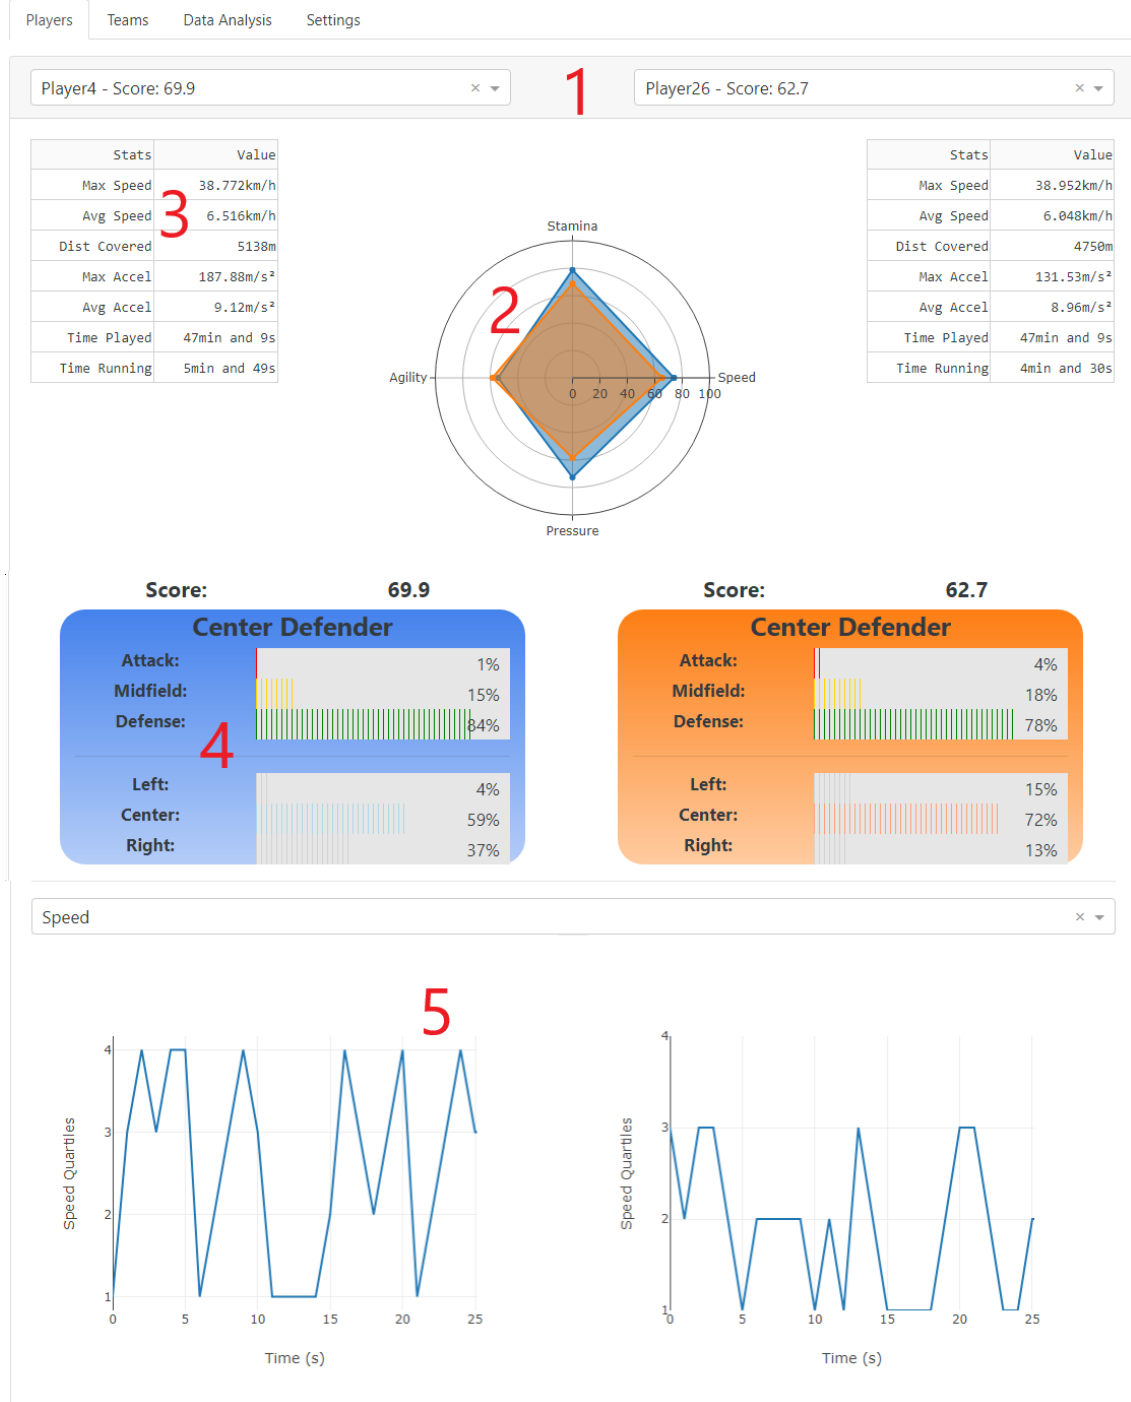 Players Teams Data Analysis Settings
Player4 - Score: 69.9 × 1 Player26 - Score: 62.7 ×
Stats Value
Max Speed 38.772km/h
Avg Speed 6.516km/h
Dist Covered 5138m
Max Accel 187.88m/s²
Avg Accel 9.12m/s²
Time Played 47min and 9s
Time Running 5min and 49s
3
Stamina
2
Agility
Speed
0 20 40 60 80 100
Pressure
Stats Value
Max Speed 38.952km/h
Avg Speed 6.048km/h
Dist Covered 4750m
Max Accel 131.53m/s²
Avg Accel 8.96m/s²
Time Played 47min and 9s
Time Running 4min and 30s
Score: 69.9
Center Defender
Attack: 1%
Midfield: 15%
Defense: 84%
4
Left: 4%
Center: 59%
Right: 37%
Score: 62.7
Center Defender
Attack: 4%
Midfield: 18%
Defense: 78%
Left: 15%
Center: 72%
Right: 13%
Speed ×
5
4
3
2
1
Speed Quartiles
0 5 10 15 20 25
Time (s)
4
3
2
1
Speed Quartiles
0 5 10 15 20 25
Time (s)